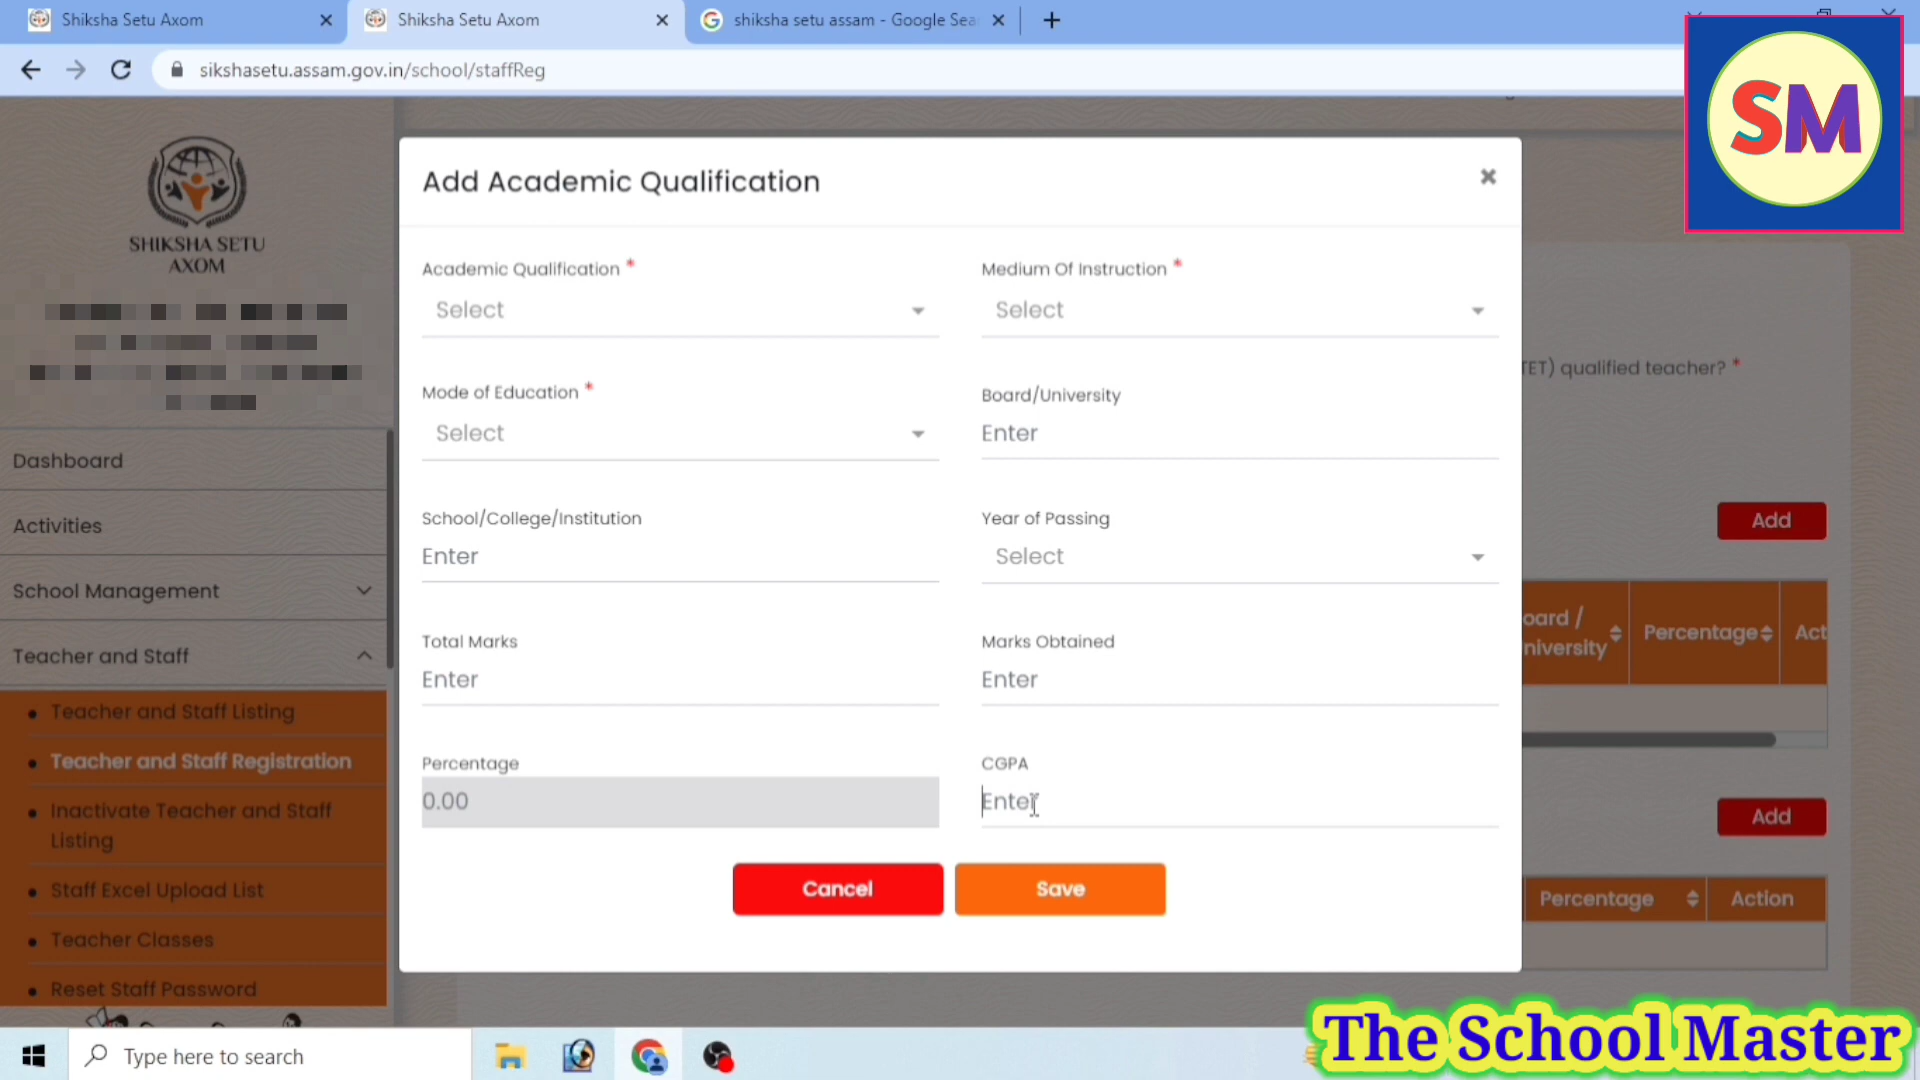 Shiksha Setu Axom
Shiksha Setu Axom
shiksha setu assam - Google Sea
sikshasetu.assam.gov.in/school/staffReg
SM
SHIKSHA SETU
AXOM
Dashboard
Activities
School Management
Teacher and Staff
Teacher and Staff Listing
Teacher and Staff Registration
Inactivate Teacher and Staff
Listing
Staff Excel Upload List
Teacher Classes
Reset Staff Password
Add Academic Qualification
Academic Qualification *
Select
Medium Of Instruction *
Select
Mode of Education *
Select
Board/University
Enter
School/College/Institution
Enter
Year of Passing
Select
Total Marks
Enter
Marks Obtained
Enter
Percentage
0.00
CGPA
Enter
Cancel
Save
TET) qualified teacher? *
Add
oard /
niversity
Percentage
Act
Add
Percentage
Action
Type here to search
The School Master